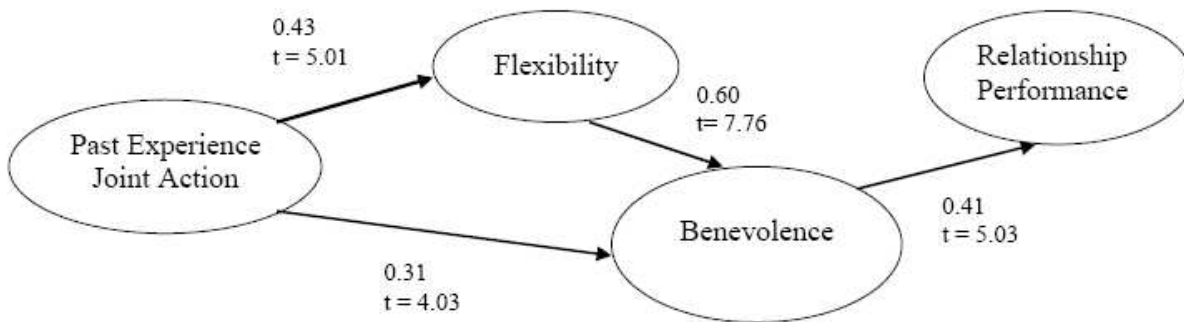 0.43
t = 5.01
Flexibility
Relationship
Performance
0.60
t= 7.76
Past Experience
Joint Action
Benevolence
0.41
t = 5.03
0.31
t = 4.03